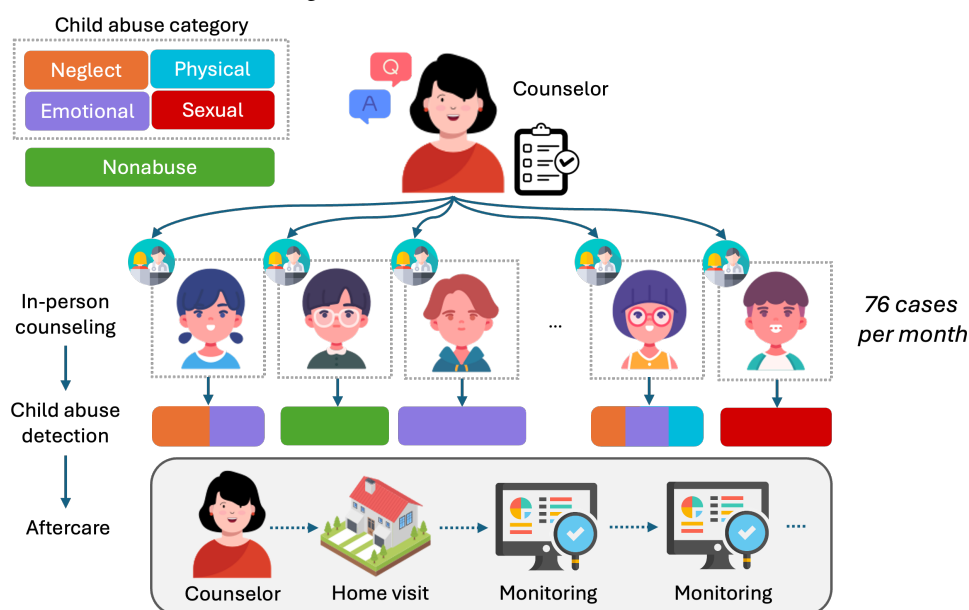 Child abuse category
Neglect
Physical
Emotional
Sexual
Nonabuse
Q
A
Counselor
In-person
counseling
...
76 cases
per month
Child abuse
detection
Aftercare
Counselor
Home visit
Monitoring
Monitoring